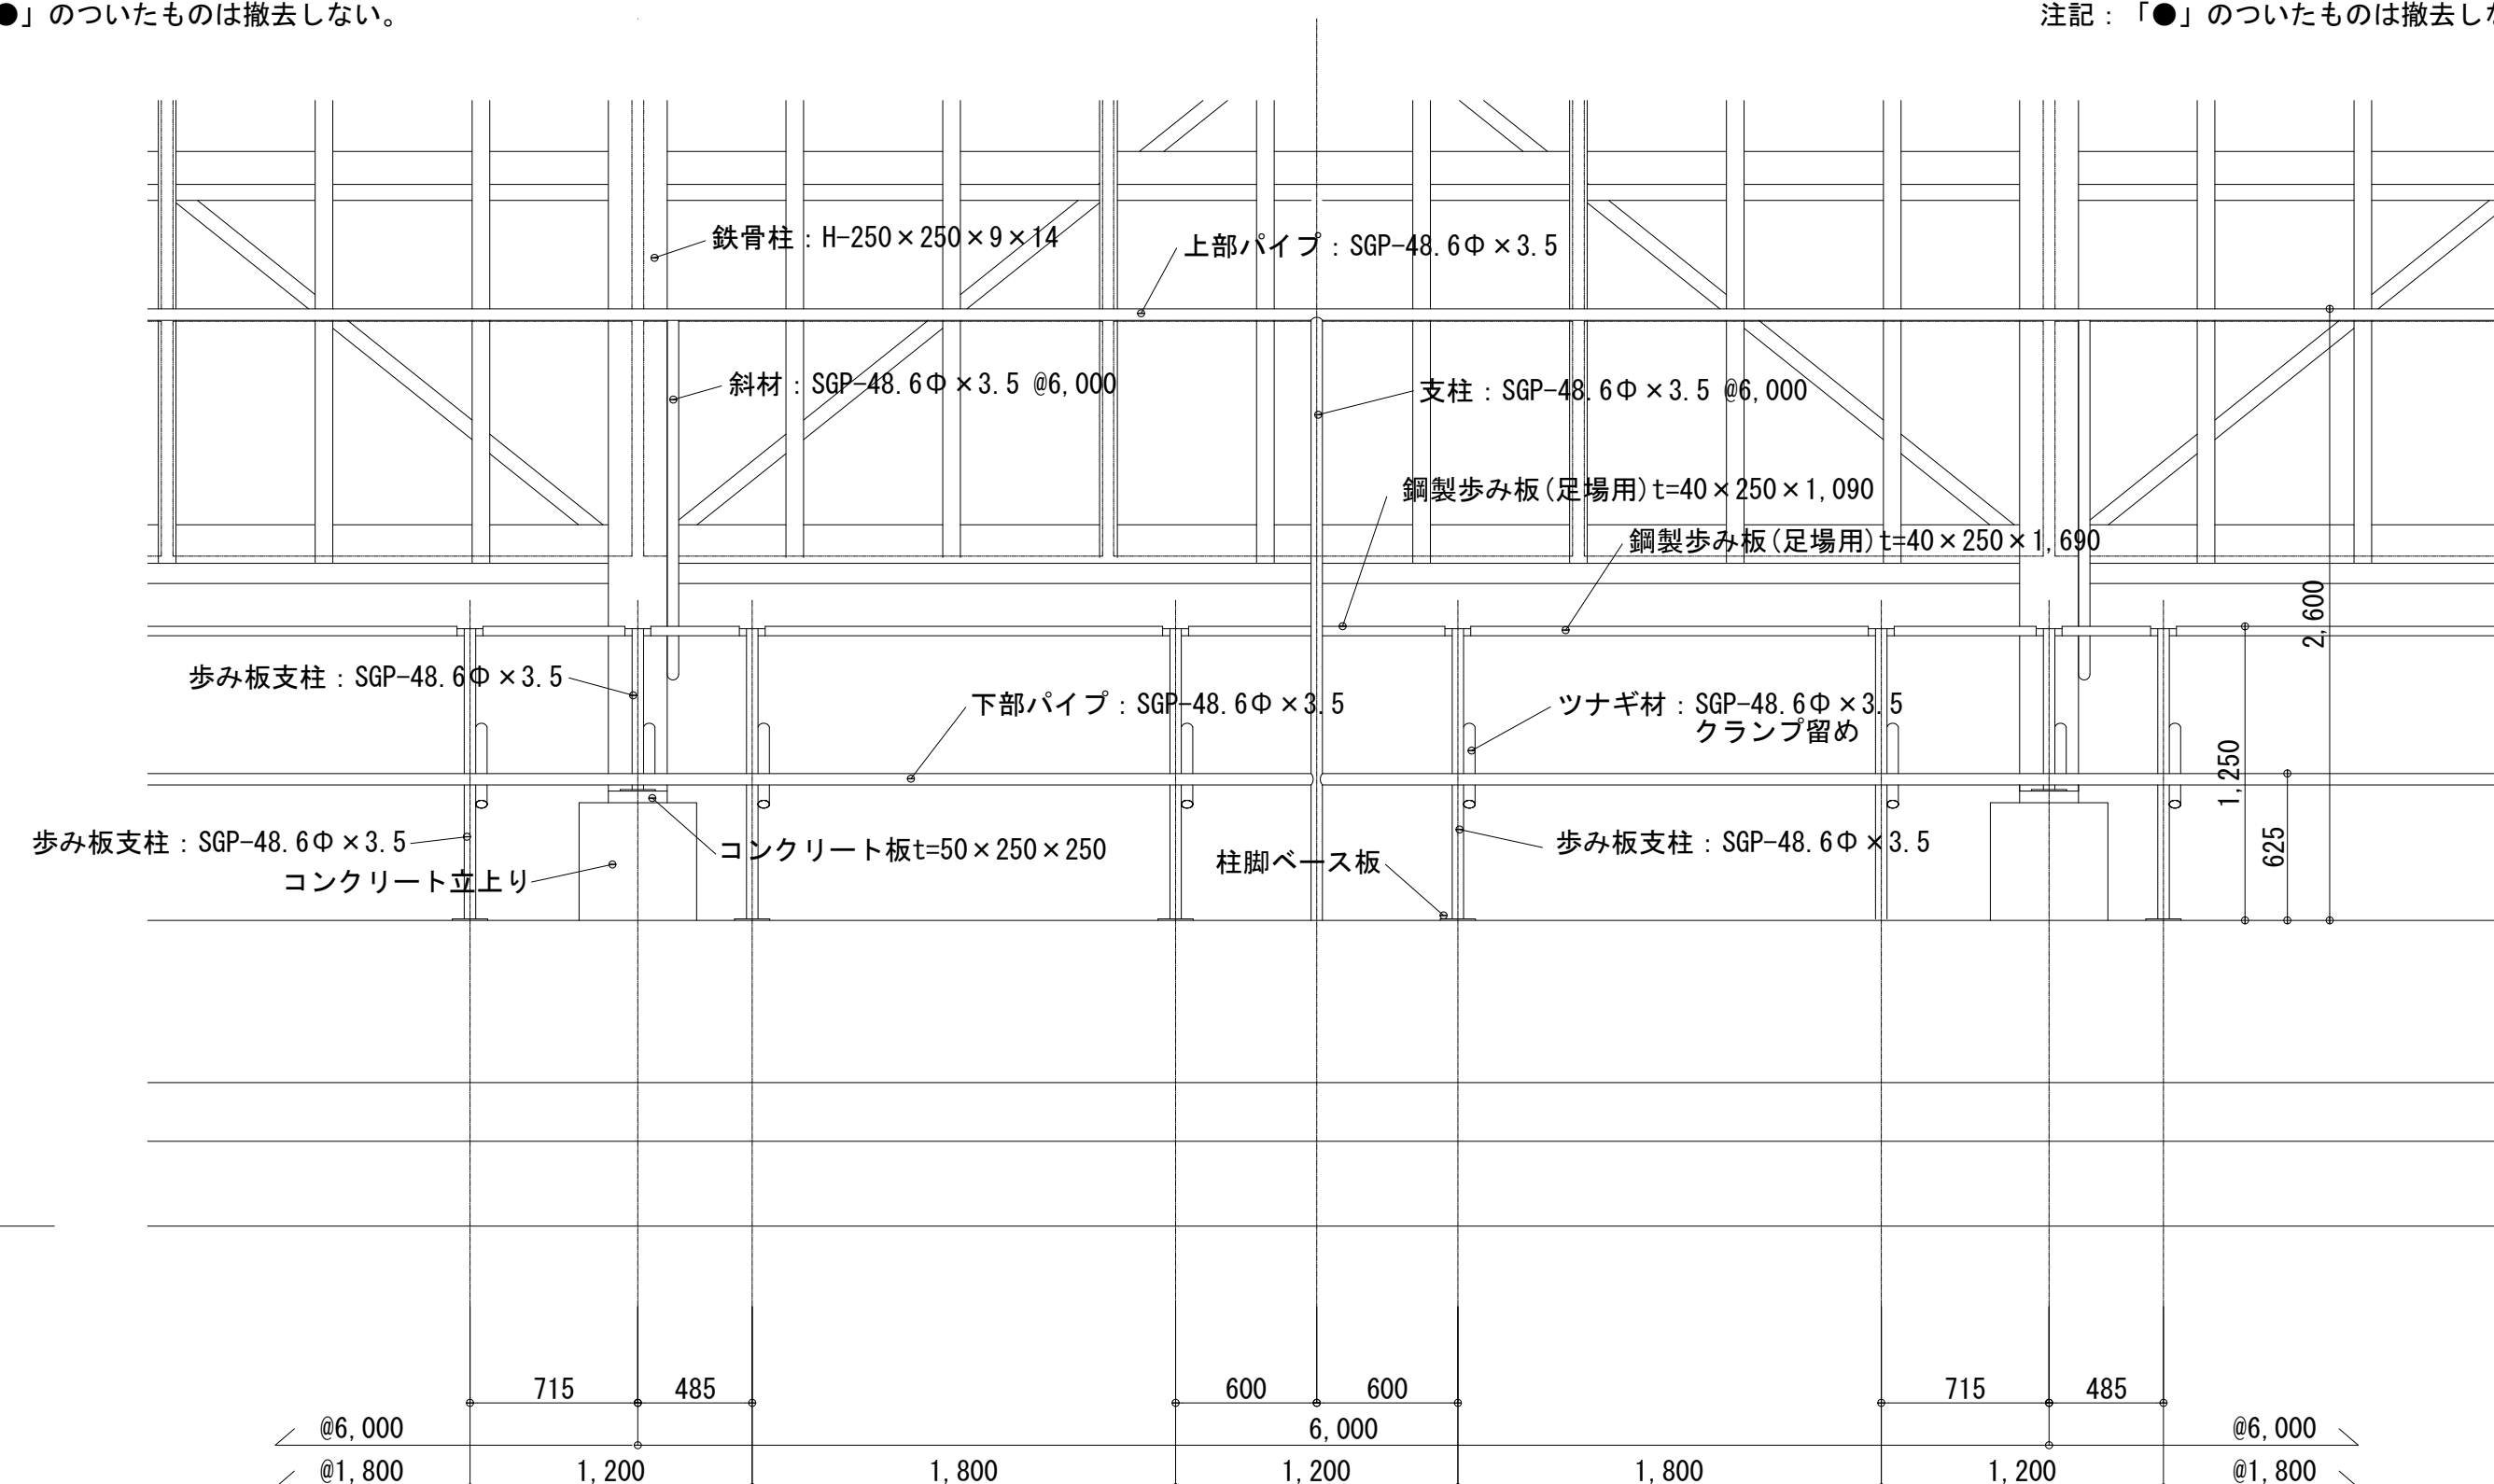 ●」のついたものは撤去しない。
注記：「●」のついたものは撤去しな
鉄骨柱：H-250×250×9×14
上部パイプ：SGP-48.6Φ×3.5
斜材：SGP-48.6Φ×3.5 @6,000
支柱：SGP-48.6Φ×3.5 @6,000
鋼製歩み板(足場用)t=40×250×1,090
鋼製歩み板(足場用)t=40×250×1,690
2,600
歩み板支柱：SGP-48.6Φ×3.5
下部パイプ：SGP-48.6Φ×3.5
ツナギ材：SGP-48.6Φ×3.5
クランプ留め
1,250
歩み板支柱：SGP-48.6Φ×3.5
コンクリート板t=50×250×250
柱脚ベース板
歩み板支柱：SGP-48.6Φ×3.5
625
コンクリート立上り
715
485
600
600
715
485
@6,000
6,000
@6,000
@1,800
1,200
1,800
1,200
1,800
1,200
@1,800